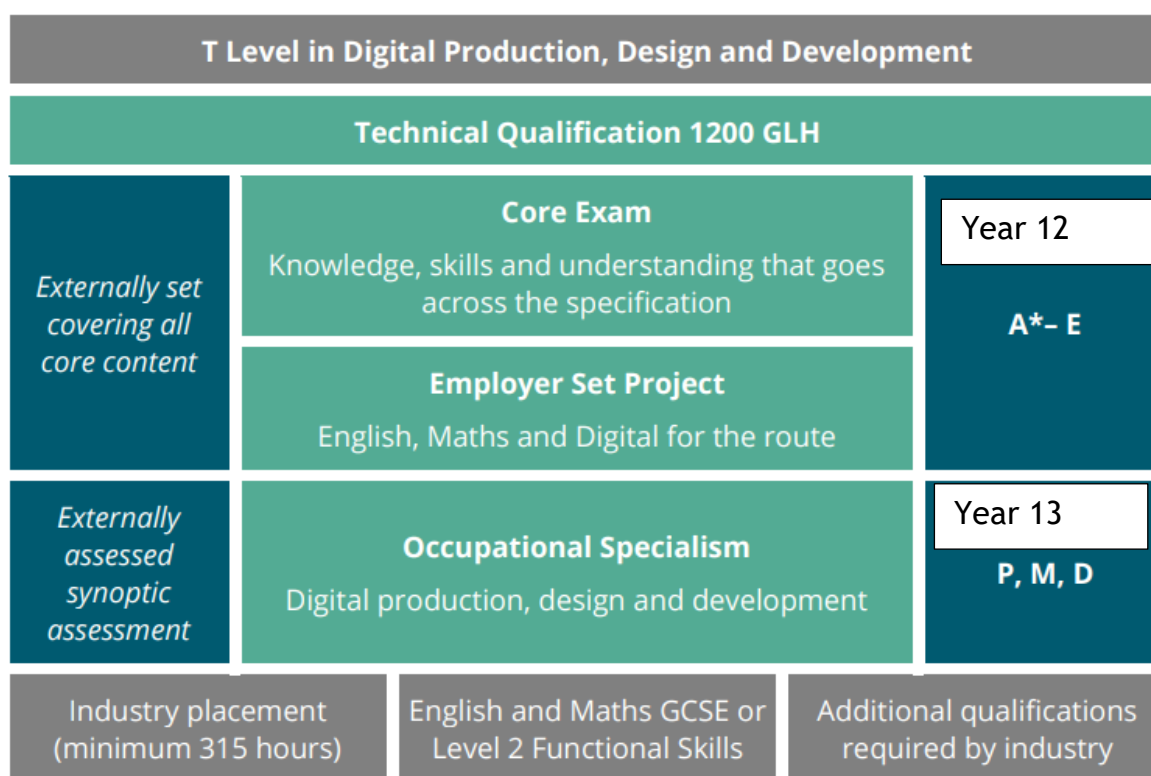 T Level in Digital Production, Design and Development
Technical Qualification 1200 GLH
Externally set
covering all
core content
Core Exam
Knowledge, skills and understanding that goes
across the specification
Employer Set Project
English, Maths and Digital for the route
Year 12
A*– E
Externally
assessed
synoptic
assessment
Occupational Specialism
Digital production, design and development
Year 13
P, M, D
Industry placement
(minimum 315 hours)
English and Maths GCSE or
Level 2 Functional Skills
Additional qualifications
required by industry